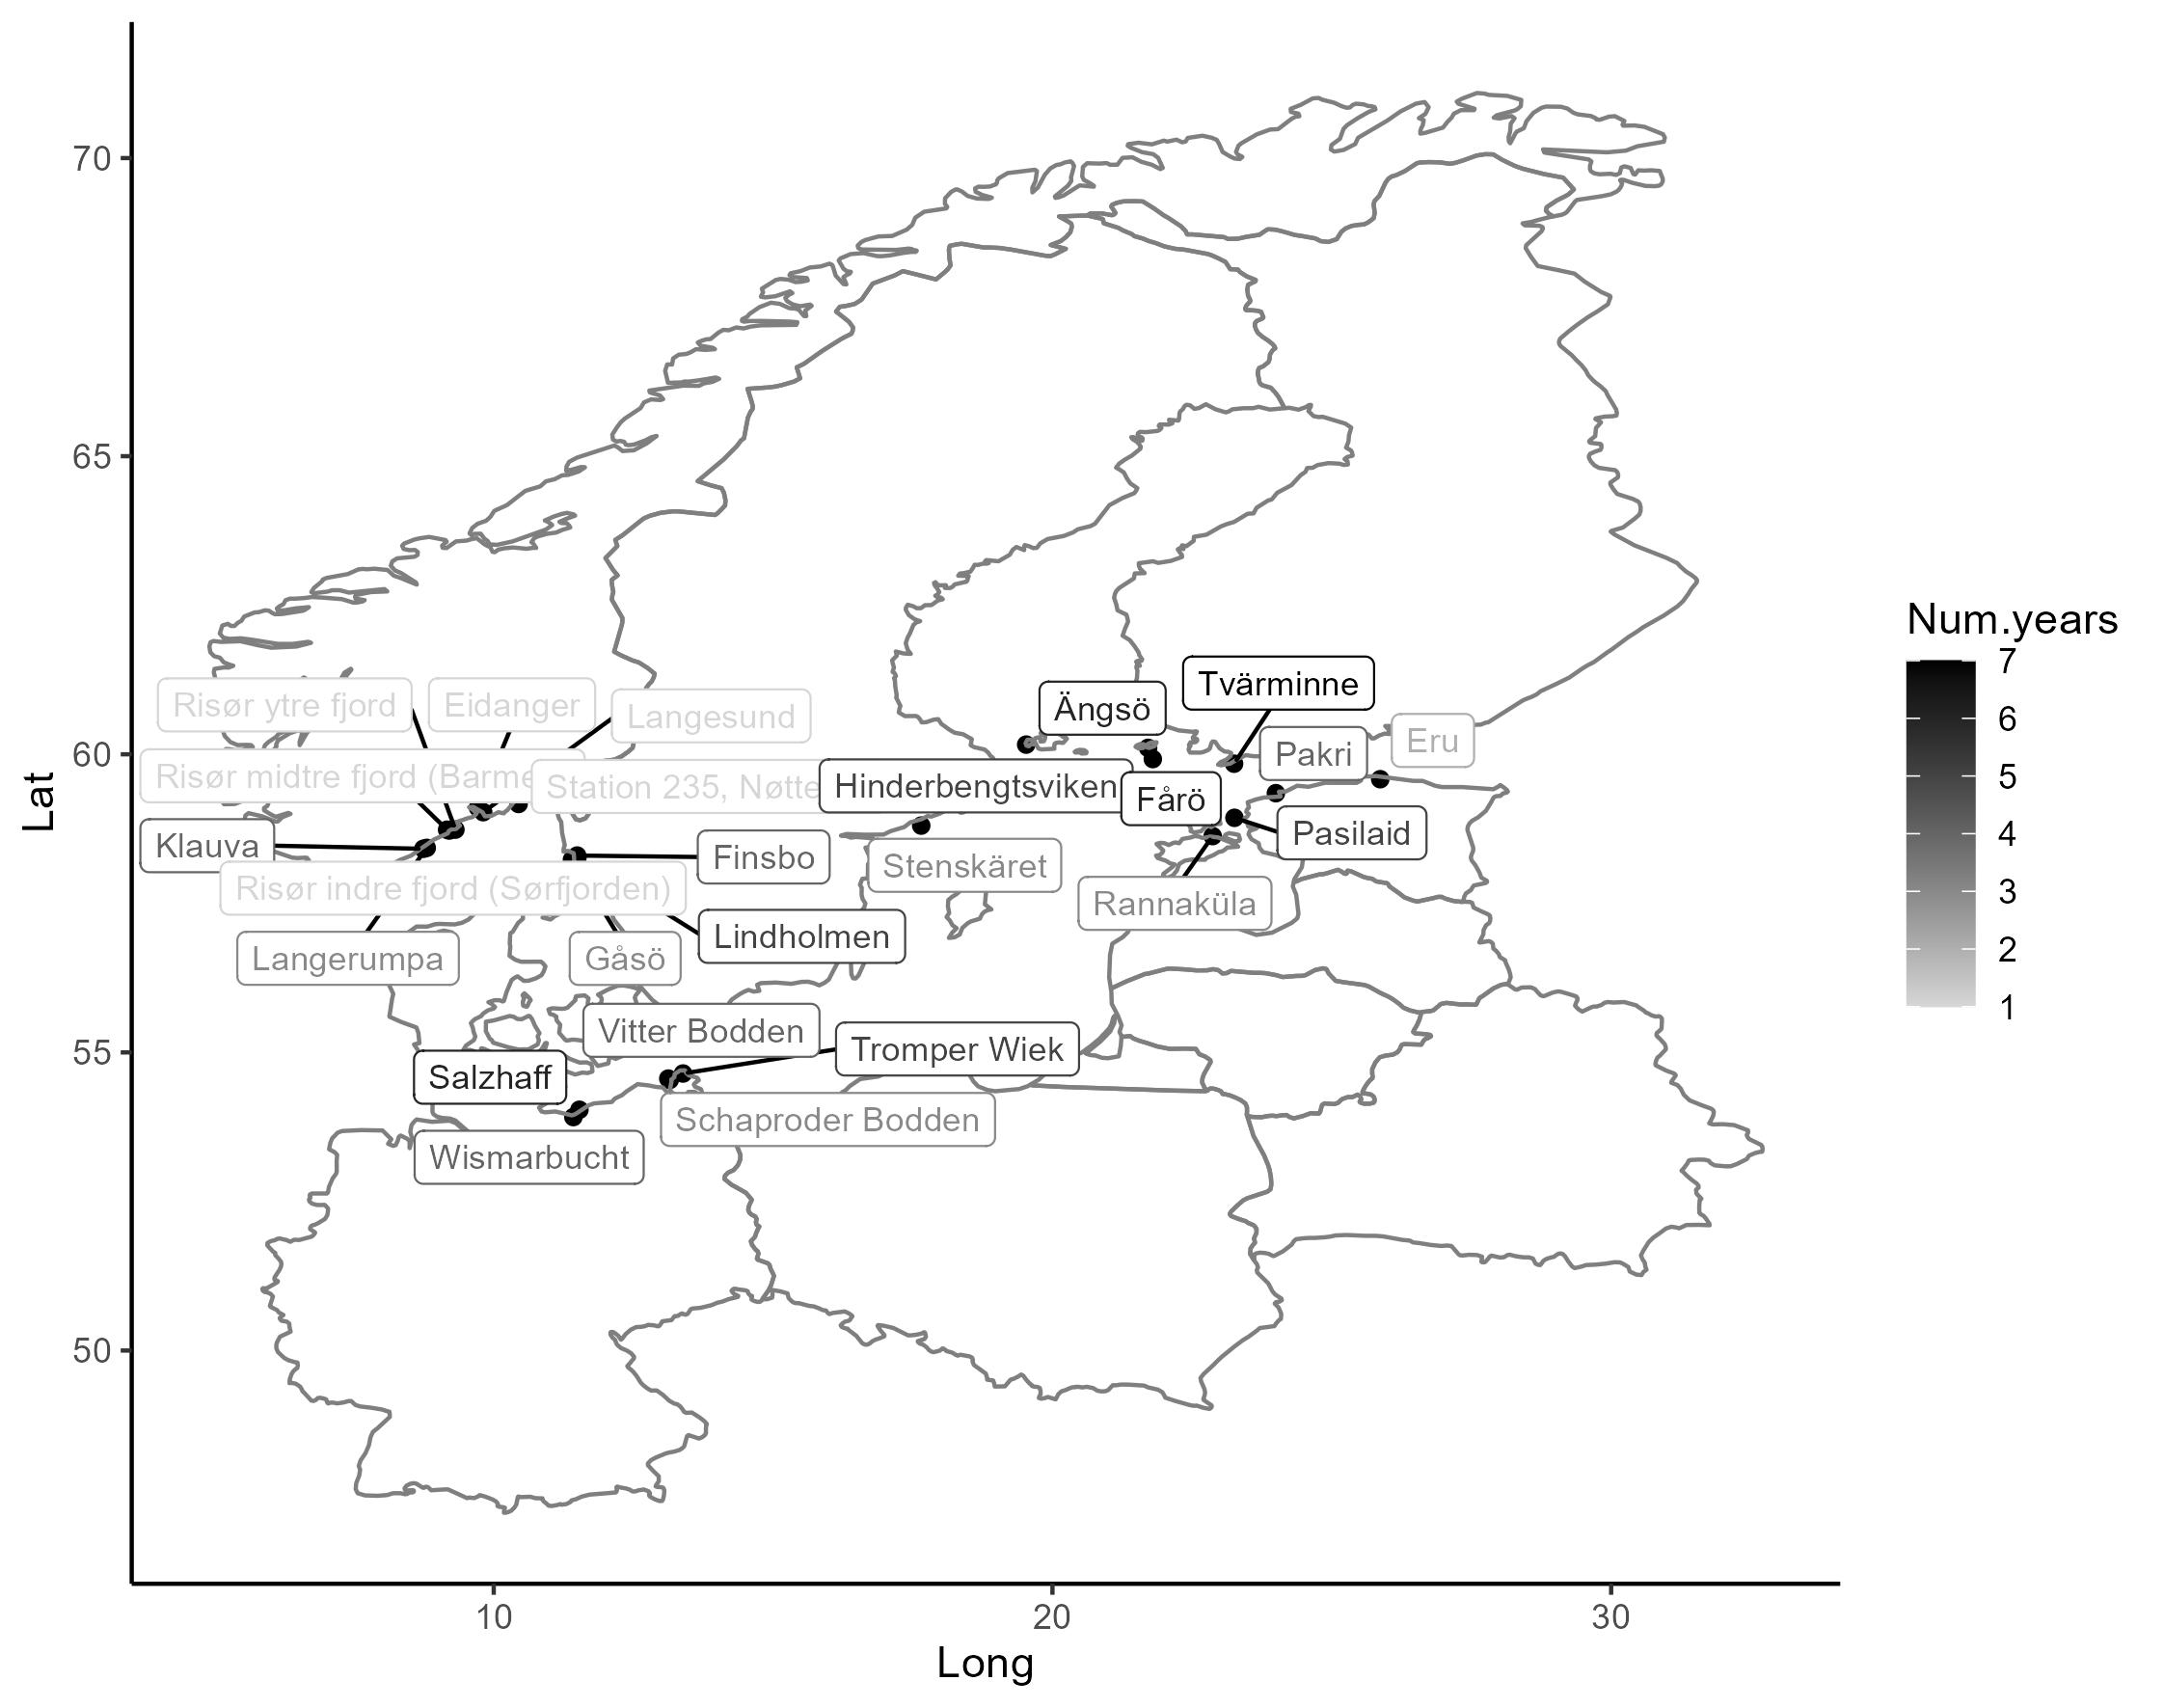 70
65
60
55
50
Lat
Tvärminne
Ängsö
Risør ytre fjord
Eidanger
Langesund
Pakri
Eru
Risør midtre fjord (Barme
Station 235, Nøtte
Hinderbengtsviken
Fårö
Klauva
Finsbo
Stenskäret
Pasilaid
Risør indre fjord (Sørfjorden)
Rannaküla
Lindholmen
Langerumpa
Gåsö
Vitter Bodden
Tromper Wiek
Salzhaff
Schaproder Bodden
Wismarbucht
10
20
30
Long
Num.years
7
6
5
4
3
2
1